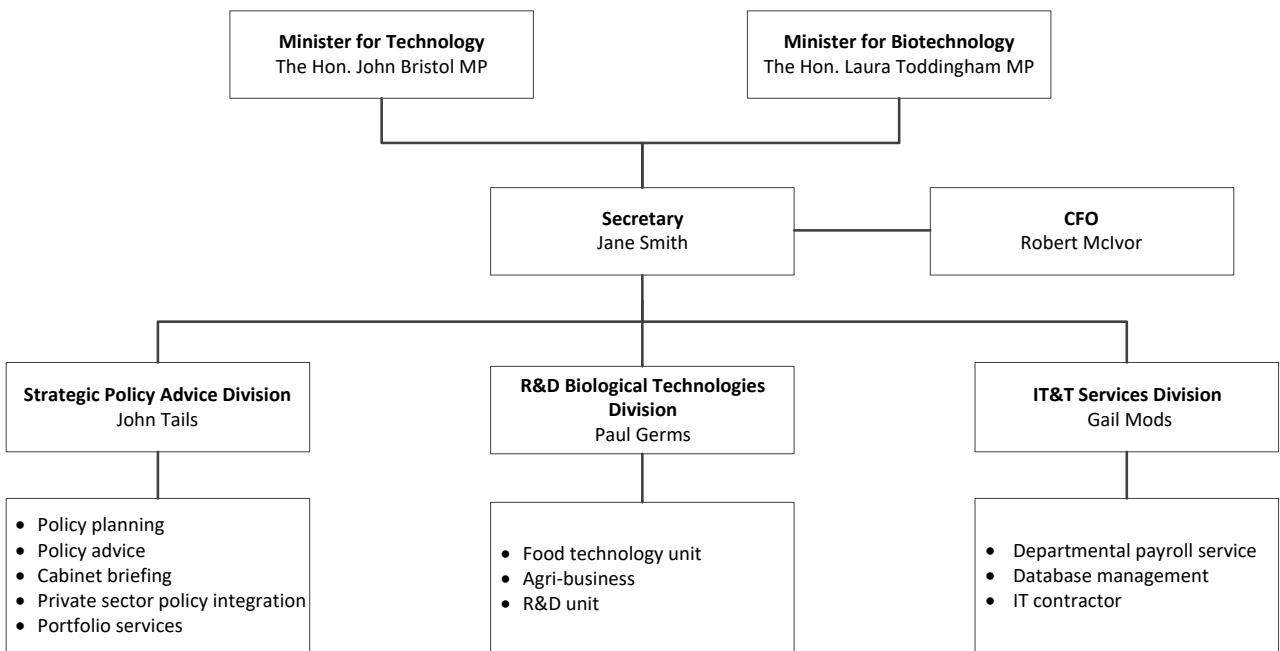 Minister for Technology
The Hon. John Bristol MP
Minister for Biotechnology
The Hon. Laura Toddingham MP
Secretary
Jane Smith
CFO
Robert McIvor
Strategic Policy Advice Division
John Tails
R&D Biological Technologies
Division
Paul Germs
IT&T Services Division
Gail Mods
• Policy planning
• Policy advice
• Cabinet briefing
• Private sector policy integration
• Portfolio services
• Food technology unit
• Agri-business
• R&D unit
• Departmental payroll service
• Database management
• IT contractor